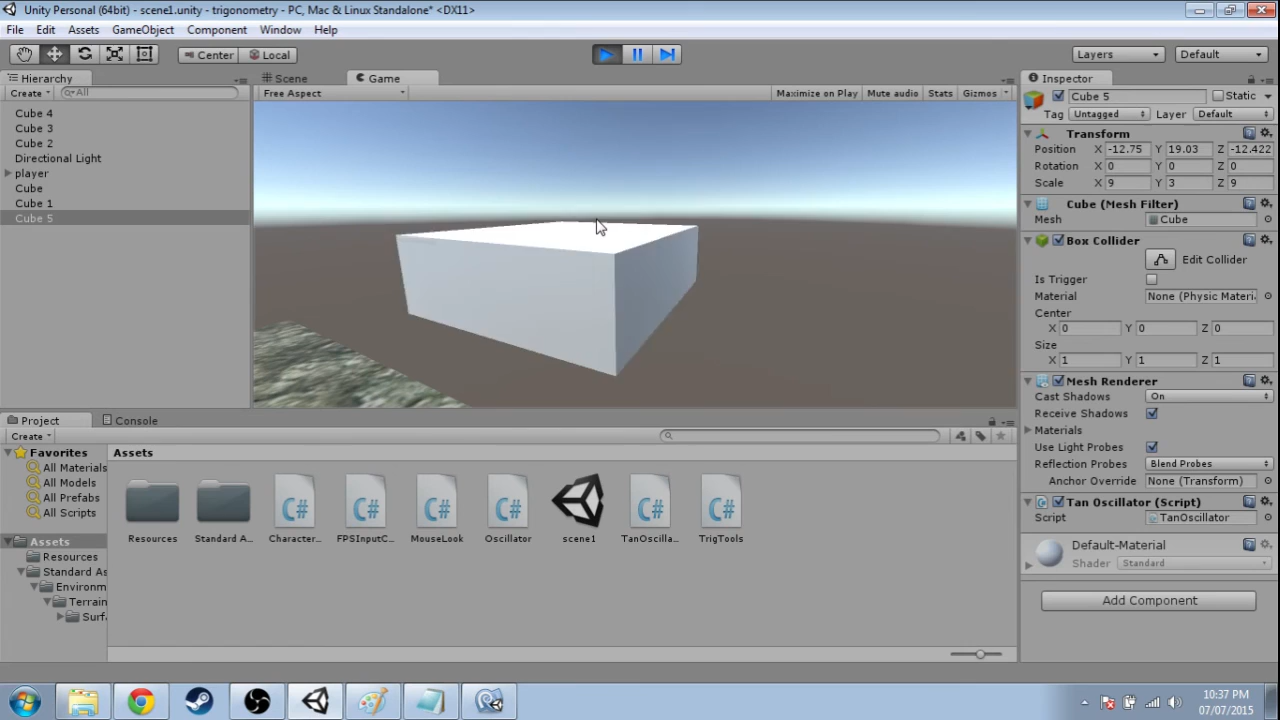 Unity Personal (64bit) - scene1.unity - trigonometry - PC, Mac & Linux Standalone* <DX11>
File Edit Assets GameObject Component Window Help
Center Local Layers Default
Hierarchy
Create All
Cube 4
Cube 3
Cube 2
Directional Light
player
Cube
Cube 1
Cube 5
Scene Game
Free Aspect Maximize on Play Mute audio Stats Gizmos
Inspector
Cube 5 Static
Tag Untagged Layer Default
Transform
Position X -12.75 Y 19.03 Z -12.422
Rotation X 0 Y 0 Z 0
Scale X 9 Y 3 Z 9
Cube (Mesh Filter)
Mesh Cube
Box Collider
Edit Collider
Is Trigger
Material None (Physic Materi
Center
X 0 Y 0 Z 0
Size
X 1 Y 1 Z 1
Mesh Renderer
Cast Shadows On
Receive Shadows
Materials
Use Light Probes
Reflection Probes Blend Probes
Anchor Override None (Transform)
Tan Oscillator (Script)
Script TanOscillator
Default-Material
Shader Standard
Add Component
Project Console
Create
Favorites
All Materials
All Models
All Prefabs
All Scripts
Assets
Resources
Standard As
Environm
Terrain
Surf
Assets
C# C# C# C# C# C#
Resources Standard A... Character... FPSInputC... MouseLook Oscillator scene1 TanOscilla... TrigTools
10:37 PM
07/07/2015